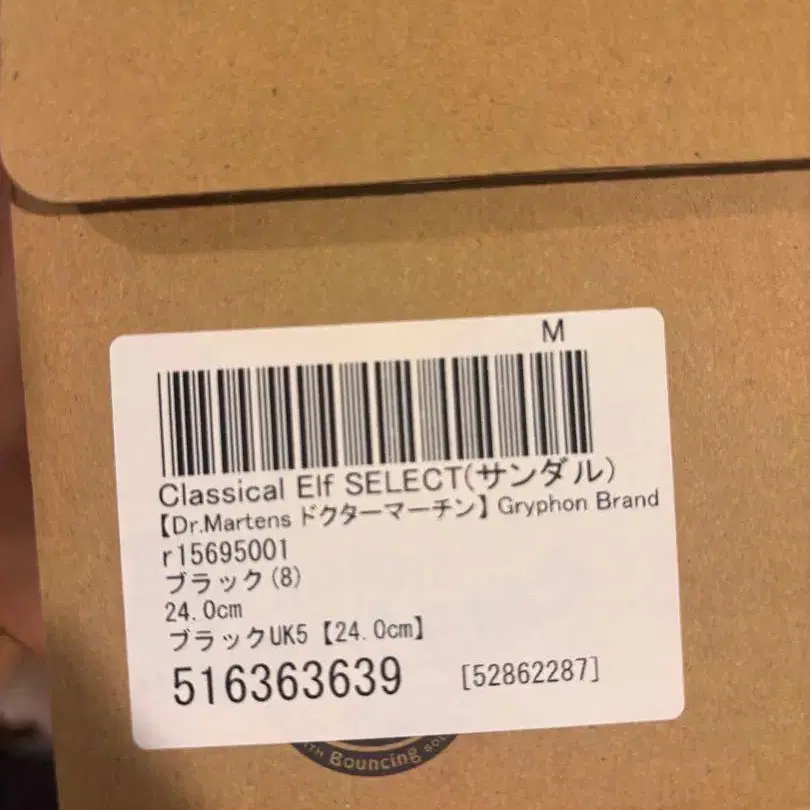 M
Classical Elf SELECT(サンダル)
【Dr.Martens ドクターマーチン】 Gryphon Brand
r15695001
ブラック(8)
24.0cm
ブラックUK5【24.0cm】
516363639 [52862287]
Bouncing